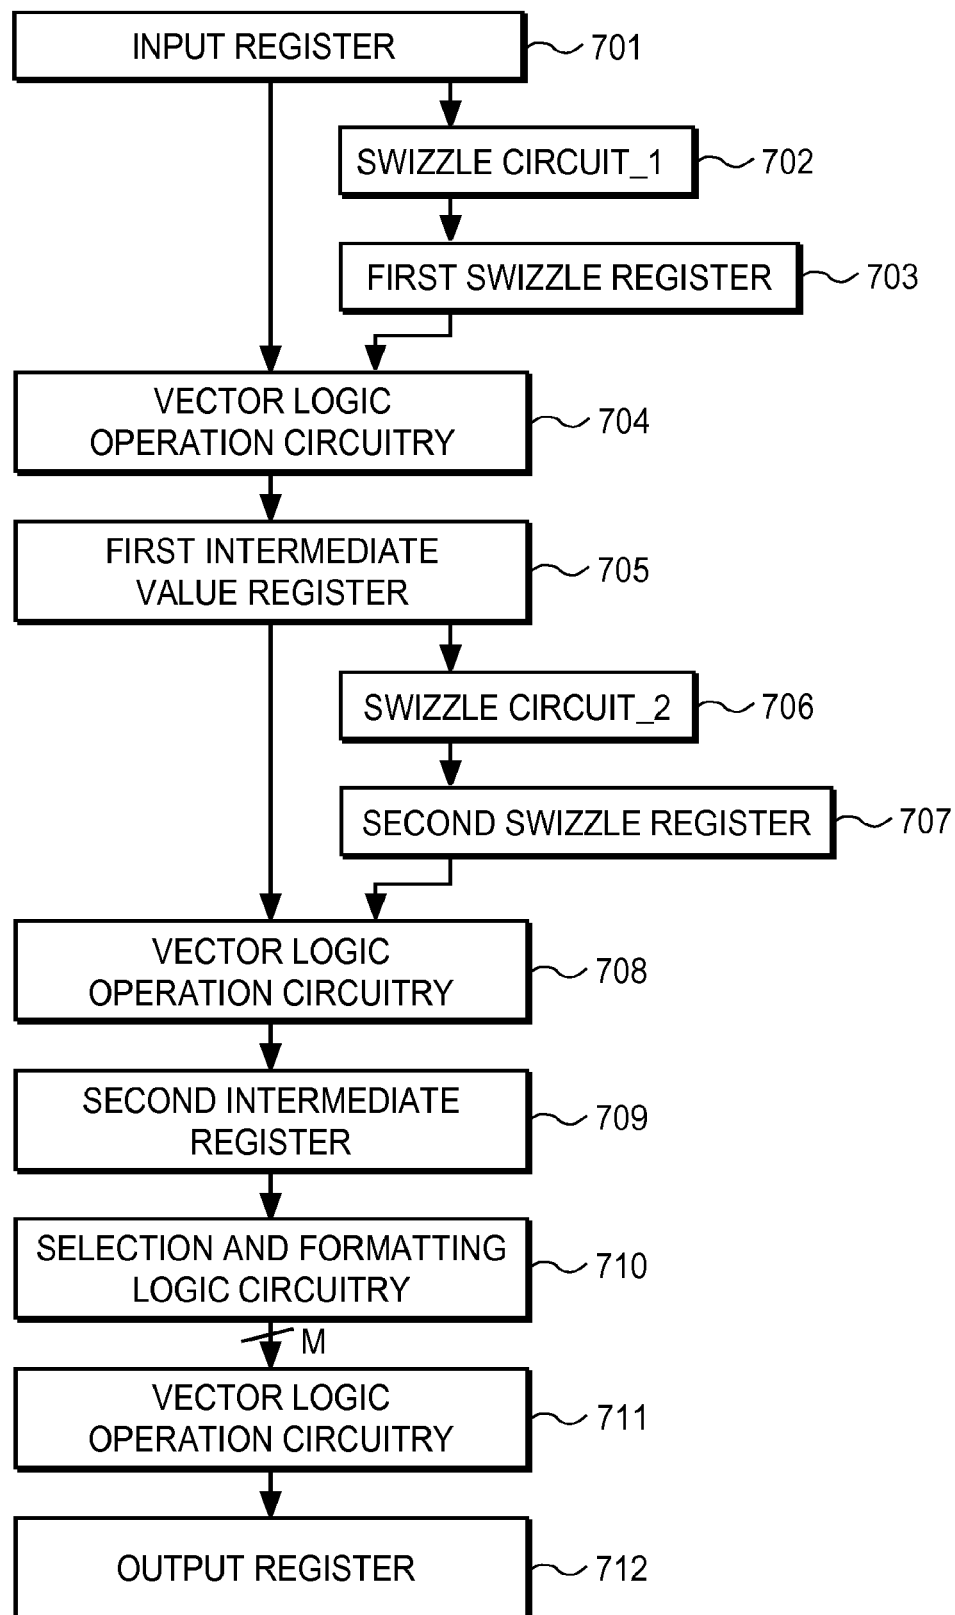 INPUT REGISTER
701
SWIZZLE CIRCUIT_1
702
FIRST SWIZZLE REGISTER
703
VECTOR LOGIC
OPERATION CIRCUITRY
704
FIRST INTERMEDIATE
VALUE REGISTER
705
SWIZZLE CIRCUIT_2
706
SECOND SWIZZLE REGISTER
707
VECTOR LOGIC
OPERATION CIRCUITRY
708
SECOND INTERMEDIATE
REGISTER
709
SELECTION AND FORMATTING
LOGIC CIRCUITRY
710
M
VECTOR LOGIC
OPERATION CIRCUITRY
711
OUTPUT REGISTER
712